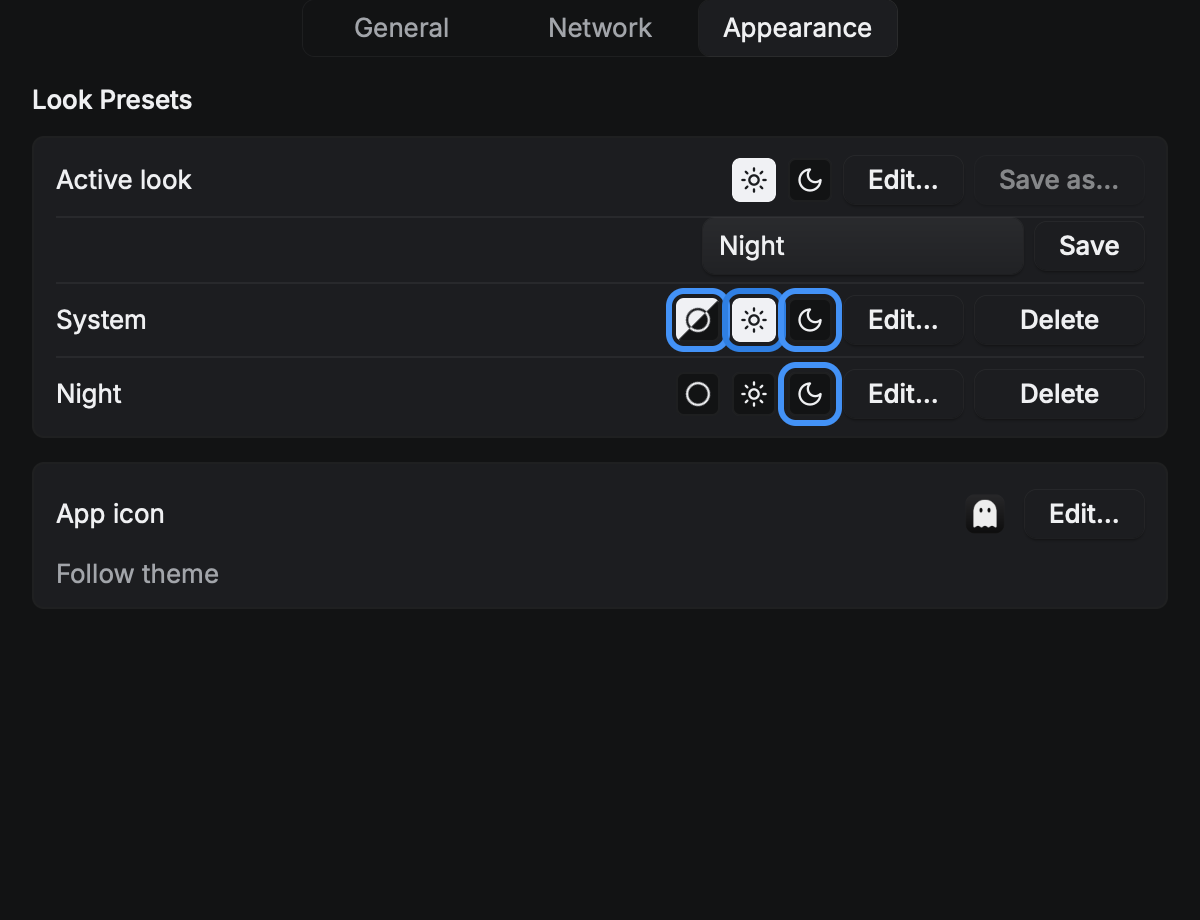 General Network Appearance
Look Presets
Active look Edit... Save as...
Night Save
System Edit... Delete
Night Edit... Delete
App icon Edit...
Follow theme